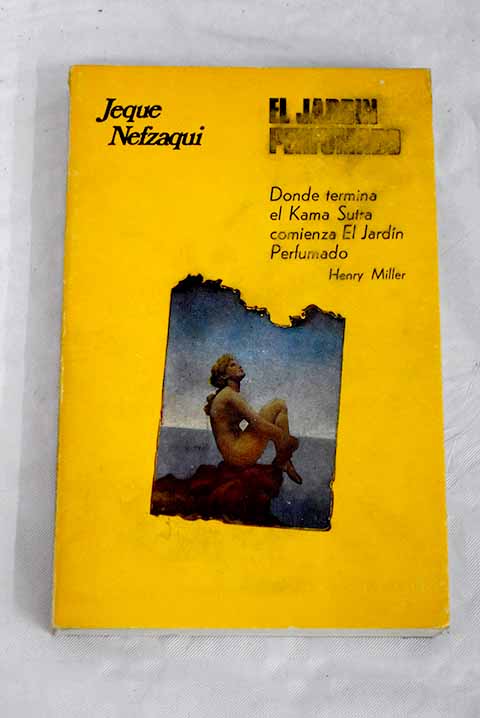 Jeque
Nefzaqui
EL JARDIN
PERFUMADO
Donde termina
el Kama Sutra
comienza El Jardín
Perfumado
Henry Miller